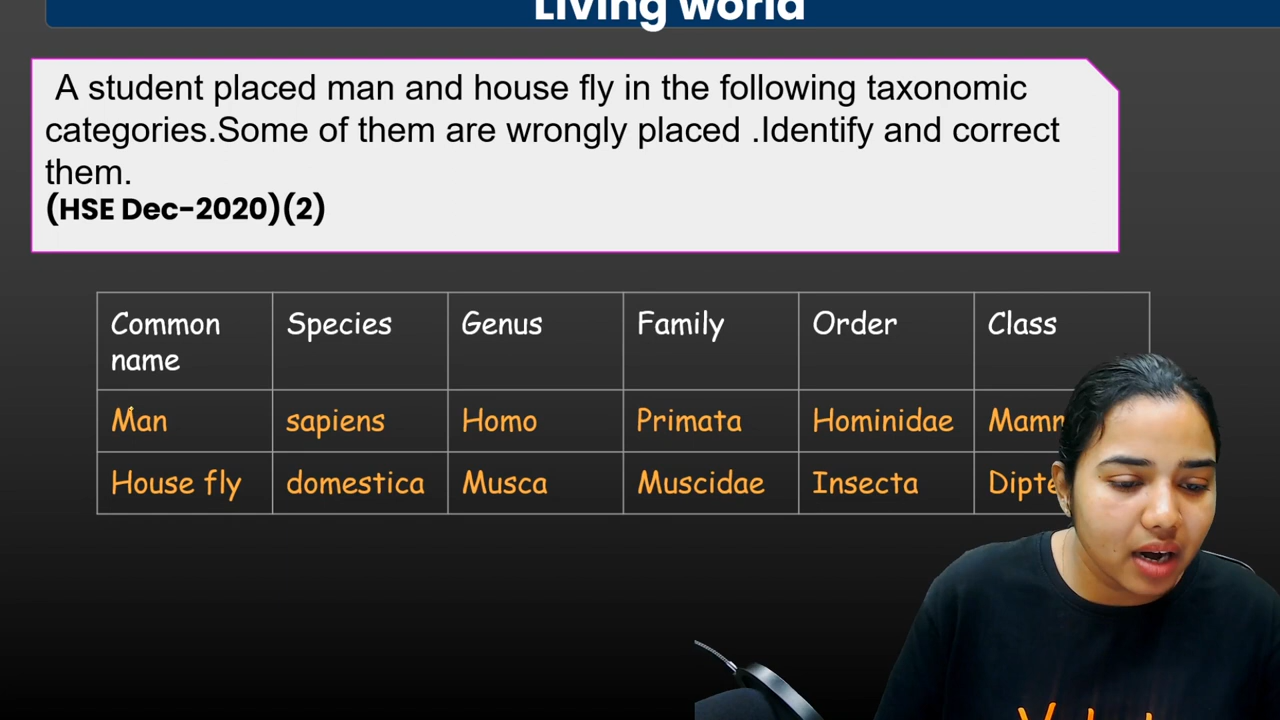 Living world
A student placed man and house fly in the following taxonomic
categories.Some of them are wrongly placed .Identify and correct
them.
(HSE Dec-2020)(2)
Common name Species Genus Family Order Class
Man sapiens Homo Primata Hominidae
House fly domestica Musca Muscidae Insecta